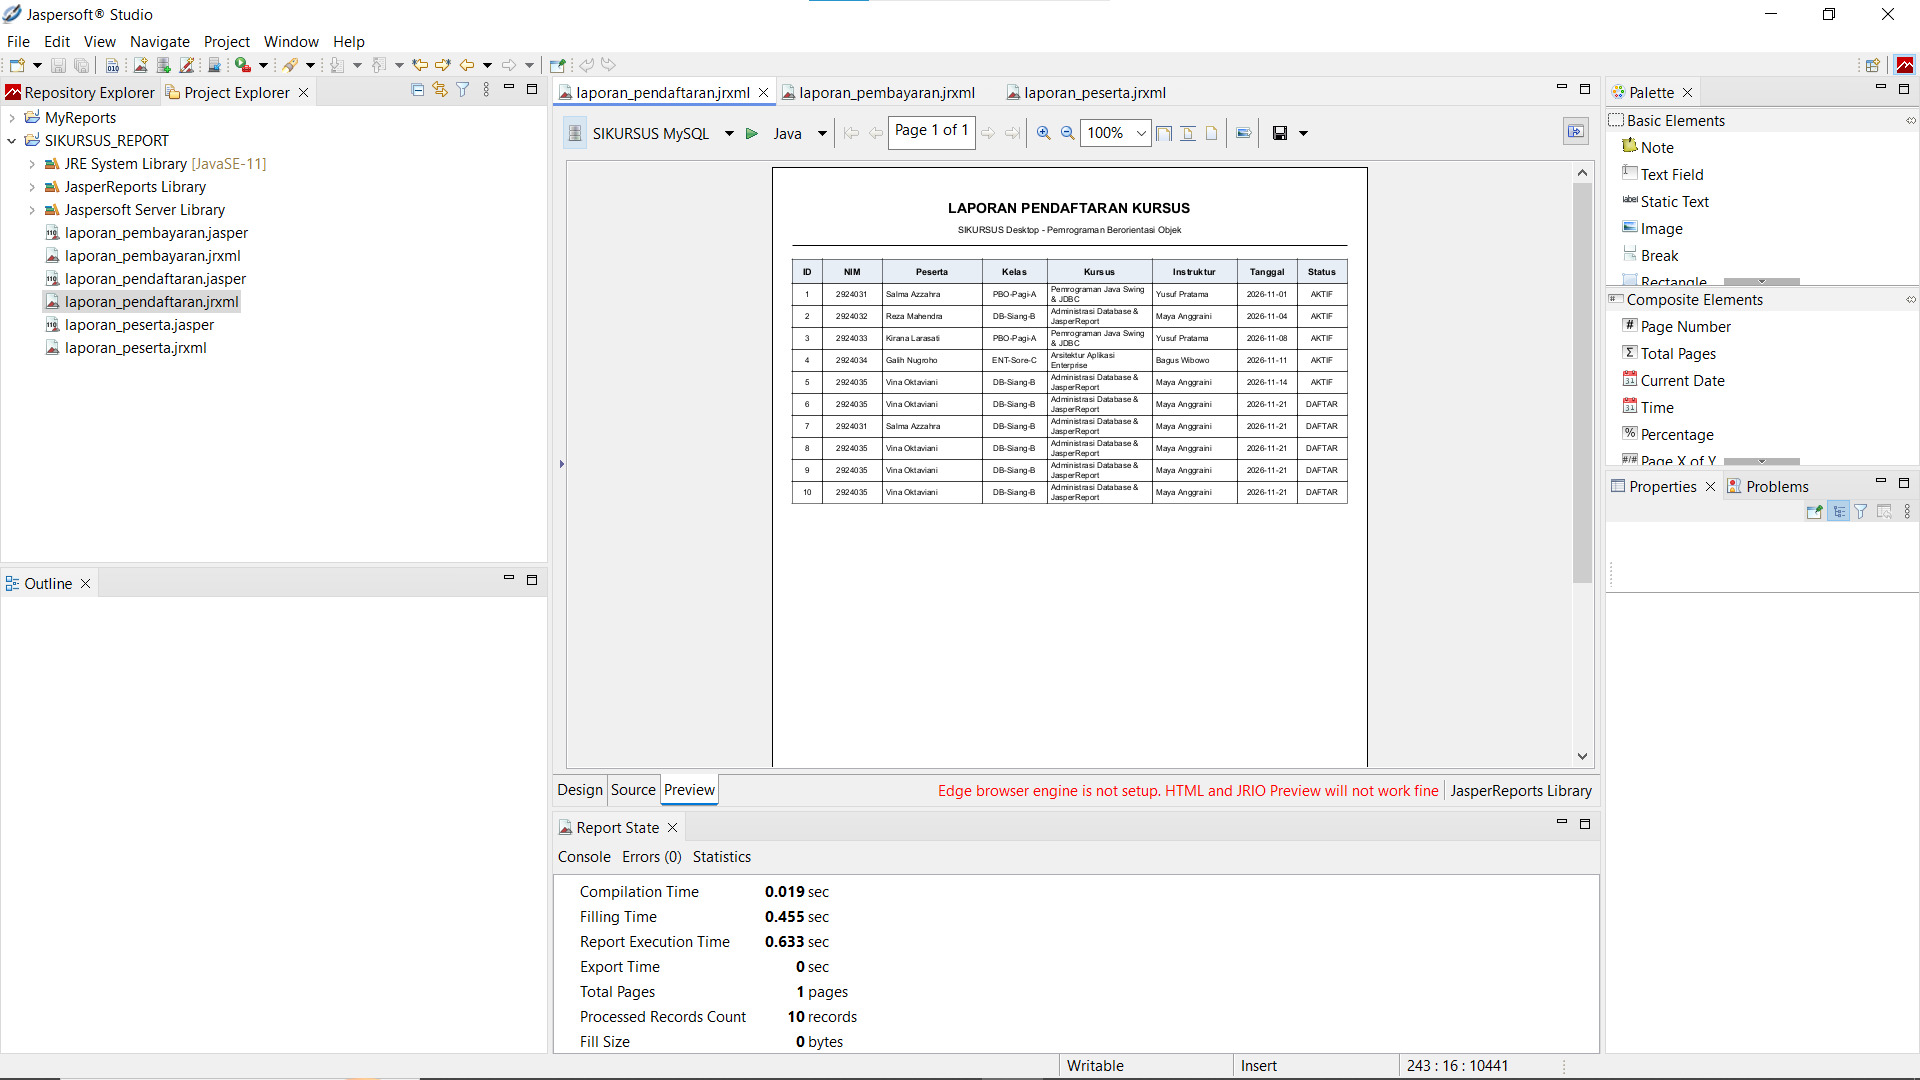 Jaspersoft® Studio
File Edit View Navigate Project Window Help
Repository Explorer Project Explorer
MyReports
SIKURSUS_REPORT
JRE System Library [JavaSE-11]
JasperReports Library
Jaspersoft Server Library
laporan_pembayaran.jasper
laporan_pembayaran.jrxml
laporan_pendaftaran.jasper
laporan_pendaftaran.jrxml
laporan_peserta.jasper
laporan_peserta.jrxml
Outline
laporan_pendaftaran.jrxml laporan_pembayaran.jrxml laporan_peserta.jrxml
SIKURSUS MySQL Java Page 1 of 1 100%
LAPORAN PENDAFTARAN KURSUS
SIKURSUS Desktop - Pemrograman Berorientasi Objek
ID NIM Peserta Kelas Kursus Instruktur Tanggal Status
1 2924031 Salma Azzahra PBO-Pagi-A Pemrograman Java Swing & JDBC Yusuf Pratama 2026-11-01 AKTIF
2 2924032 Reza Mahendra DB-Siang-B Administrasi Database & JasperReport Maya Anggraini 2026-11-04 AKTIF
3 2924033 Kirana Larasati PBO-Pagi-A Pemrograman Java Swing & JDBC Yusuf Pratama 2026-11-08 AKTIF
4 2924034 Galih Nugroho ENT-Sore-C Arsitektur Aplikasi Enterprise Bagus Wibowo 2026-11-11 AKTIF
5 2924035 Vina Oktaviani DB-Siang-B Administrasi Database & JasperReport Maya Anggraini 2026-11-14 AKTIF
6 2924035 Vina Oktaviani DB-Siang-B Administrasi Database & JasperReport Maya Anggraini 2026-11-21 DAFTAR
7 2924031 Salma Azzahra DB-Siang-B Administrasi Database & JasperReport Maya Anggraini 2026-11-21 DAFTAR
8 2924035 Vina Oktaviani DB-Siang-B Administrasi Database & JasperReport Maya Anggraini 2026-11-21 DAFTAR
9 2924035 Vina Oktaviani DB-Siang-B Administrasi Database & JasperReport Maya Anggraini 2026-11-21 DAFTAR
10 2924035 Vina Oktaviani DB-Siang-B Administrasi Database & JasperReport Maya Anggraini 2026-11-21 DAFTAR
Design Source Preview Edge browser engine is not setup. HTML and JRIO Preview will not work fine JasperReports Library
Report State
Console Errors (0) Statistics
Compilation Time 0.019 sec
Filling Time 0.455 sec
Report Execution Time 0.633 sec
Export Time 0 sec
Total Pages 1 pages
Processed Records Count 10 records
Fill Size 0 bytes
Palette
Basic Elements
Note
Text Field
label Static Text
Image
Break
Rectangle
Composite Elements
# Page Number
Σ Total Pages
31 Current Date
31 Time
% Percentage
#/# Page X of Y
Properties Problems
Writable Insert 243 : 16 : 10441